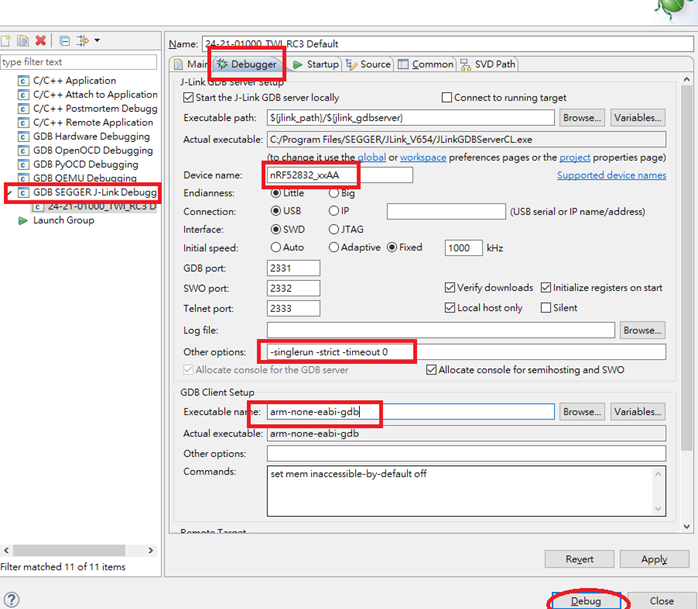 type filter text
C/C++ Application
C/C++ Attach to Application
C/C++ Postmortem Debugg
C/C++ Remote Application
GDB Hardware Debugging
GDB OpenOCD Debugging
GDB PyOCD Debugging
GDB QEMU Debugging
GDB SEGGER J-Link Debugg
24-21-01000_TWI_RC3 D
Launch Group
Filter matched 11 of 11 items
Name: 24-21-01000_TWI_RC3 Default
Main Debugger Startup Source Common SVD Path
J-Link GDB Server Setup
Start the J-Link GDB server locally Connect to running target
Executable path: ${jlink_path}/${jlink_gdbserver} Browse... Variables...
Actual executable: C:/Program Files/SEGGER/JLink_V654/JLinkGDBServerCL.exe
(to change it use the global or workspace preferences pages or the project properties page)
Device name: nRF52832_xxAA Supported device names
Endianness: Little Big
Connection: USB IP (USB serial or IP name/address)
Interface: SWD JTAG
Initial speed: Auto Adaptive Fixed 1000 kHz
GDB port: 2331
SWO port: 2332 Verify downloads Initialize registers on start
Telnet port: 2333 Local host only Silent
Log file: Browse...
Other options: -singlerun -strict -timeout 0
Allocate console for the GDB server Allocate console for semihosting and SWO
GDB Client Setup
Executable name: arm-none-eabi-gdb Browse... Variables...
Actual executable: arm-none-eabi-gdb
Other options:
Commands: set mem inaccessible-by-default off
Remote Target
Revert Apply
? Debug Close